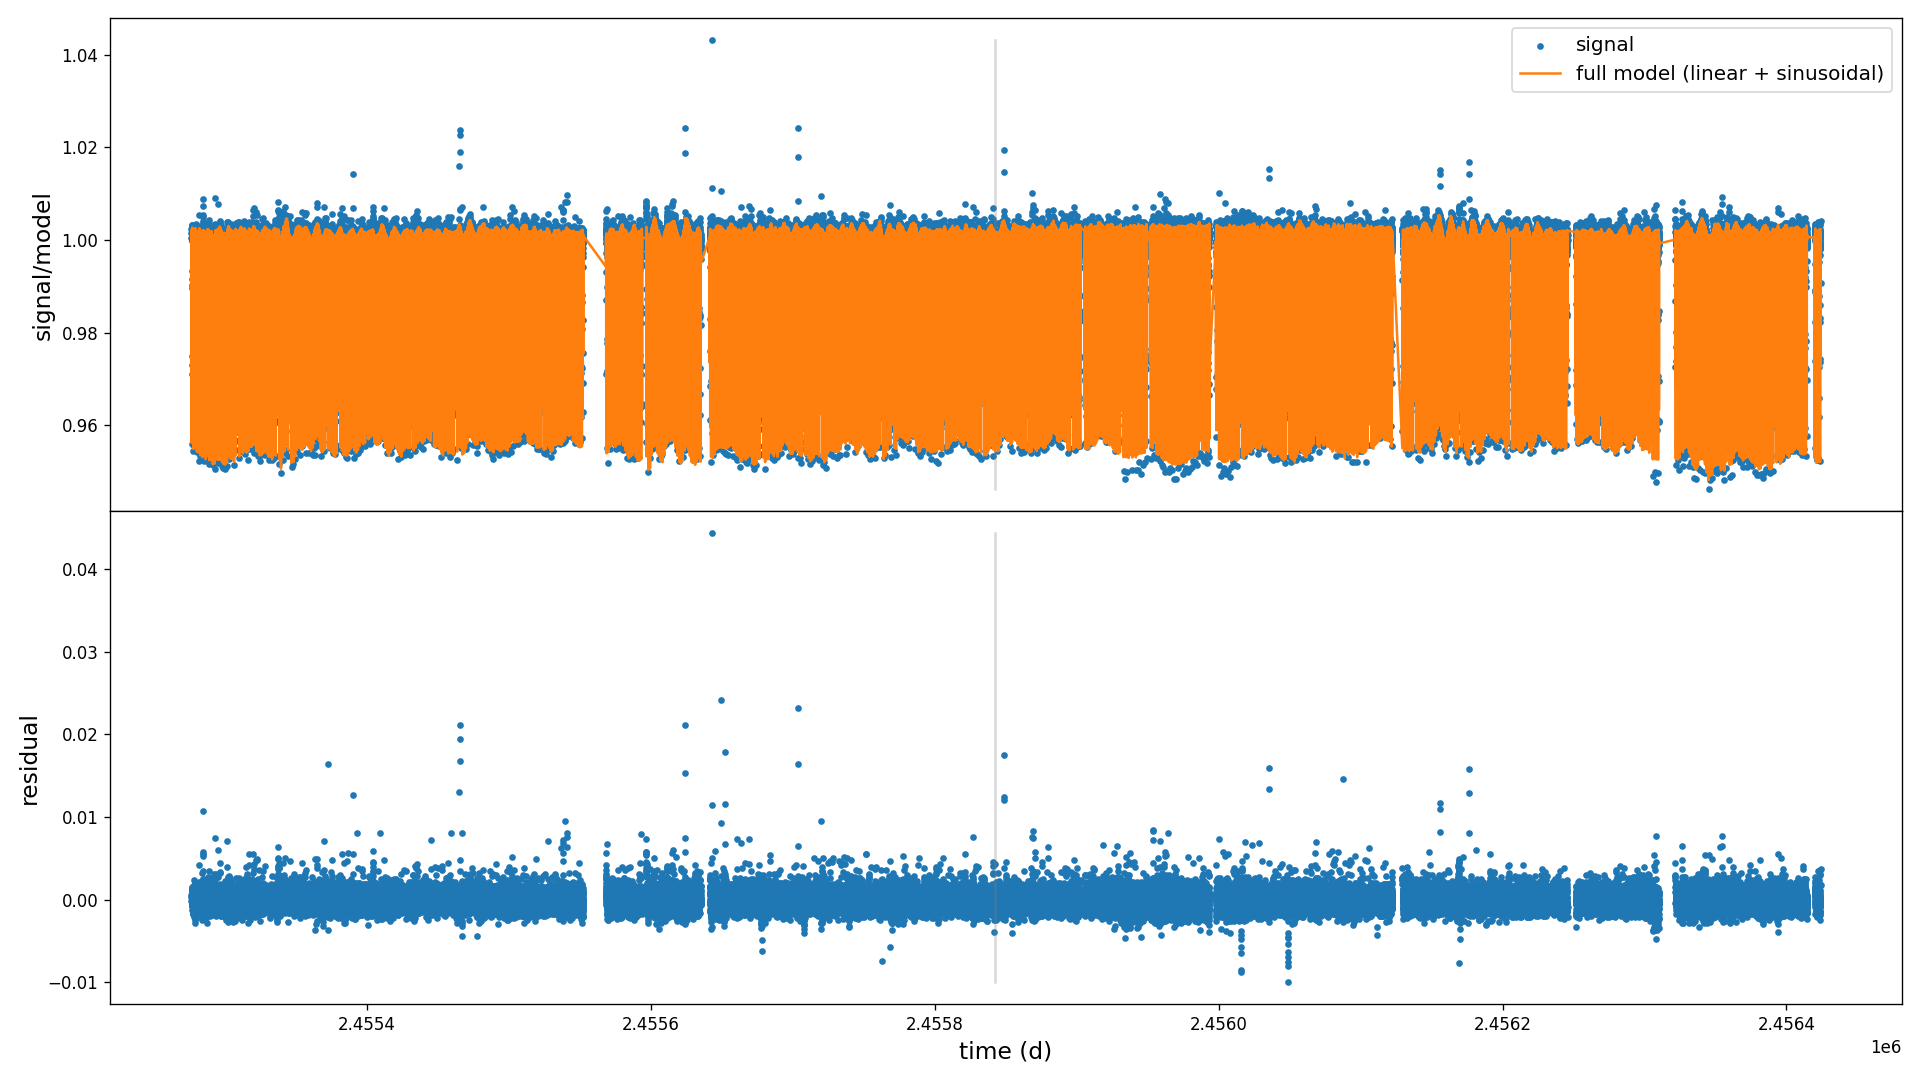 signal
full model (linear + sinusoidal)
signal/model
1.04
1.02
1.00
0.98
0.96
residual
0.04
0.03
0.02
0.01
0.00
−0.01
2.4554
2.4556
2.4558
2.4560
2.4562
2.4564
1e6
time (d)